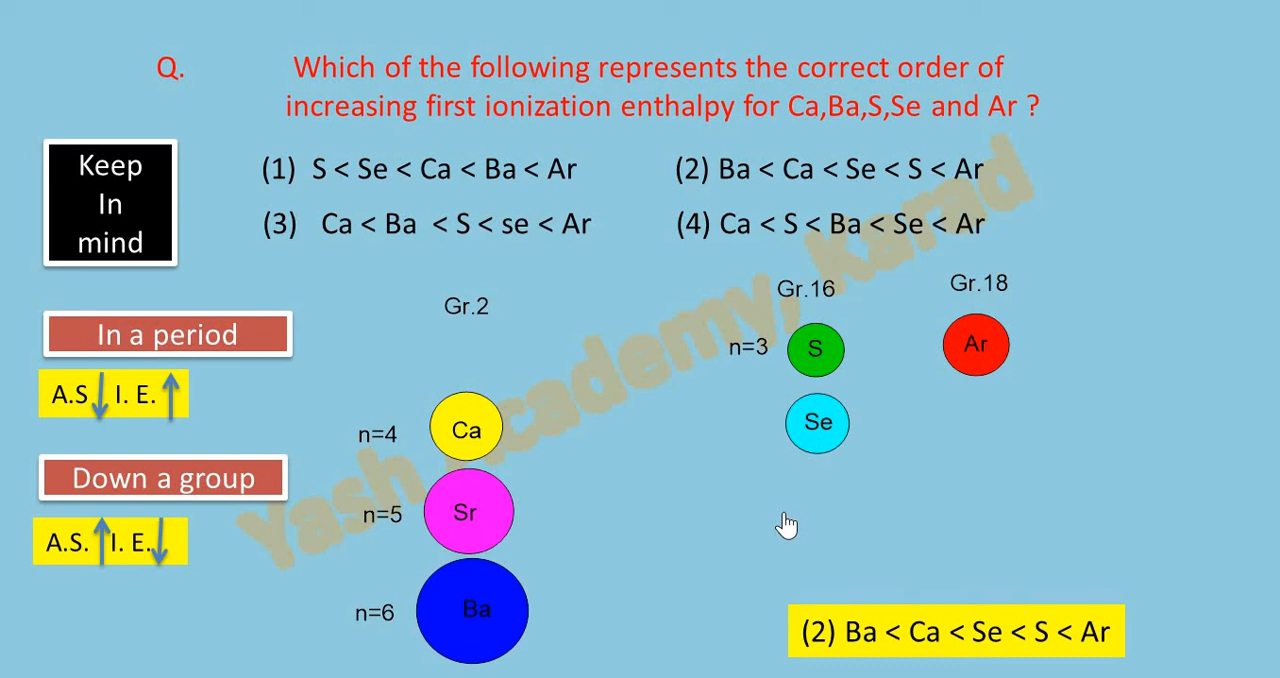 Q. Which of the following represents the correct order of
increasing first ionization enthalpy for Ca,Ba,S,Se and Ar ?
Keep
In
mind
(1) S < Se < Ca < Ba < Ar
(2) Ba < Ca < Se < S < Ar
(3) Ca < Ba < S < se < Ar
(4) Ca < S < Ba < Se < Ar
In a period
A.S ↓ I. E. ↑
Down a group
A.S. ↑ I. E. ↓
Gr.2
Gr.16
Gr.18
n=3 S
Ar
n=4 Ca
Se
n=5 Sr
n=6 Ba
(2) Ba < Ca < Se < S < Ar
Yash Academy, Karad